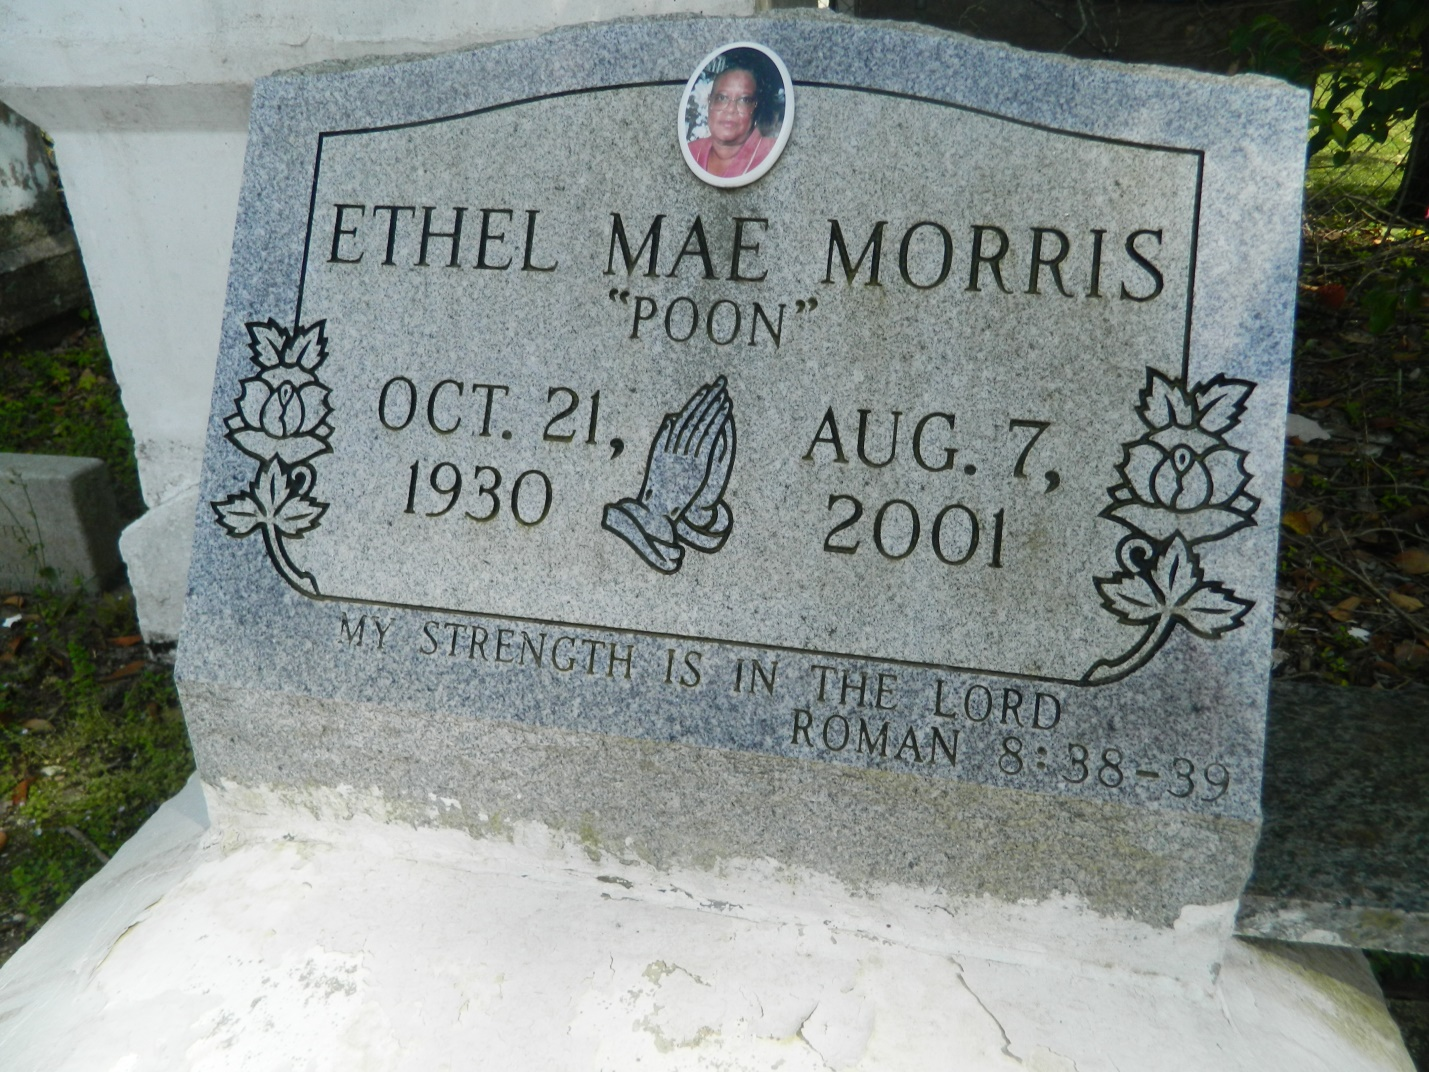 ETHEL MAE MORRIS
"POON"
OCT. 21,
1930
AUG. 7,
2001
MY STRENGTH IS IN THE LORD
ROMAN 8:38-39